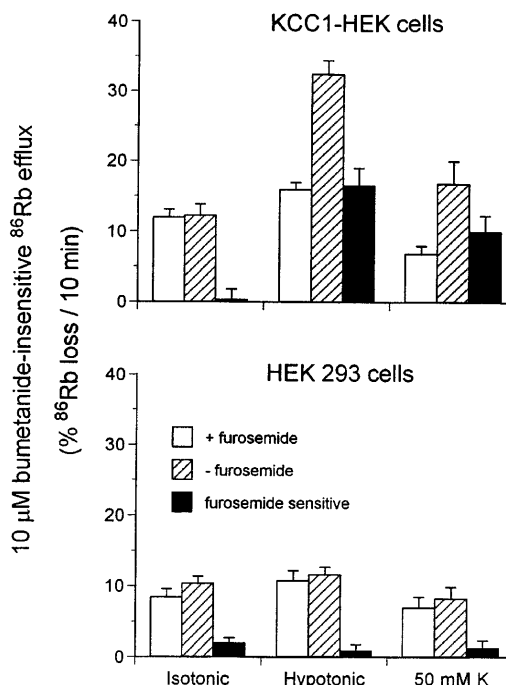 KCC1-HEK cells
40
30
20
10
0
10 µM bumetanide-insensitive ⁸⁶Rb efflux
(% ⁸⁶Rb loss / 10 min)
HEK 293 cells
40
30
20
10
0
+ furosemide
- furosemide
furosemide sensitive
Isotonic Hypotonic 50 mM K